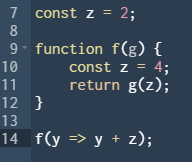 7 const z = 2;
8
9 function f(g) {
10     const z = 4;
11     return g(z);
12 }
13
14 f(y => y + z);